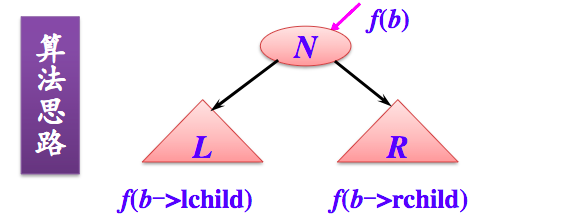 算法思路
f(b)
N
L
R
f(b->lchild)
f(b->rchild)